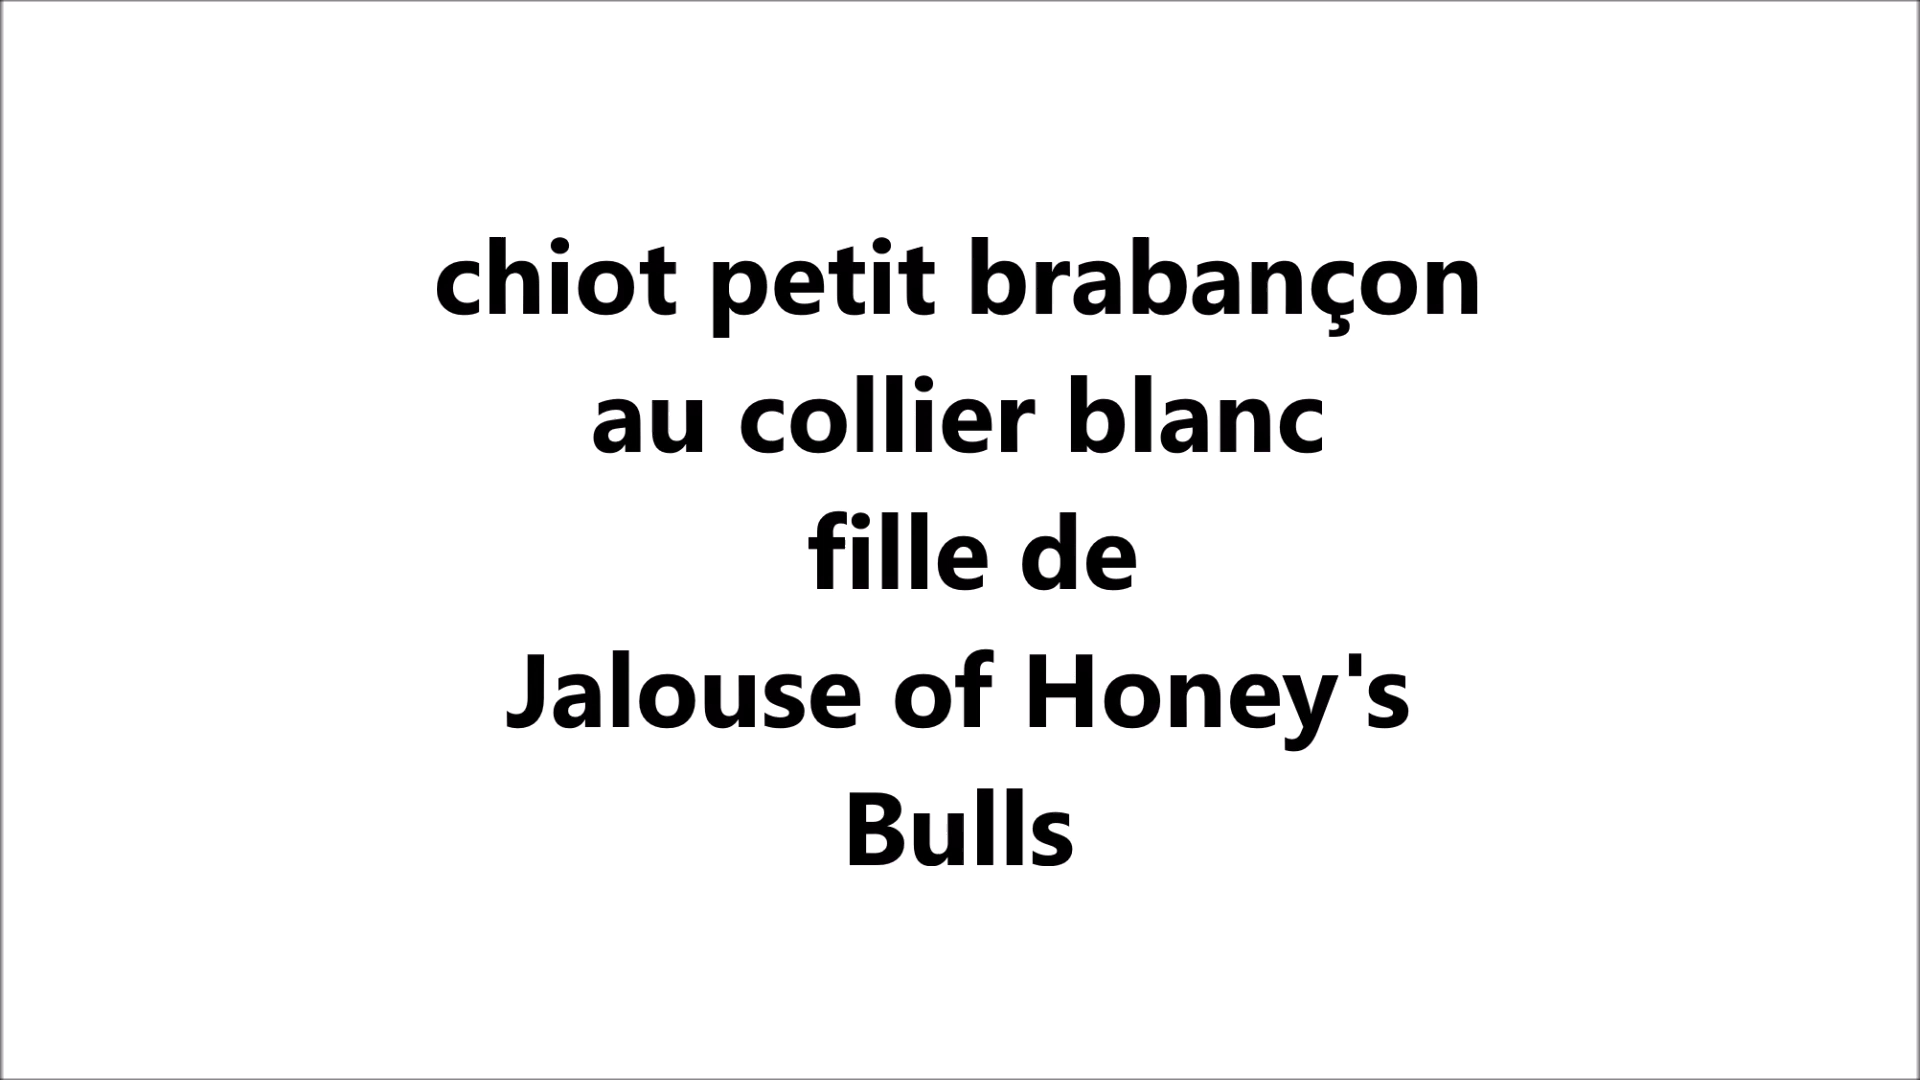 chiot petit brabançon
au collier blanc
fille de
Jalouse of Honey's
Bulls